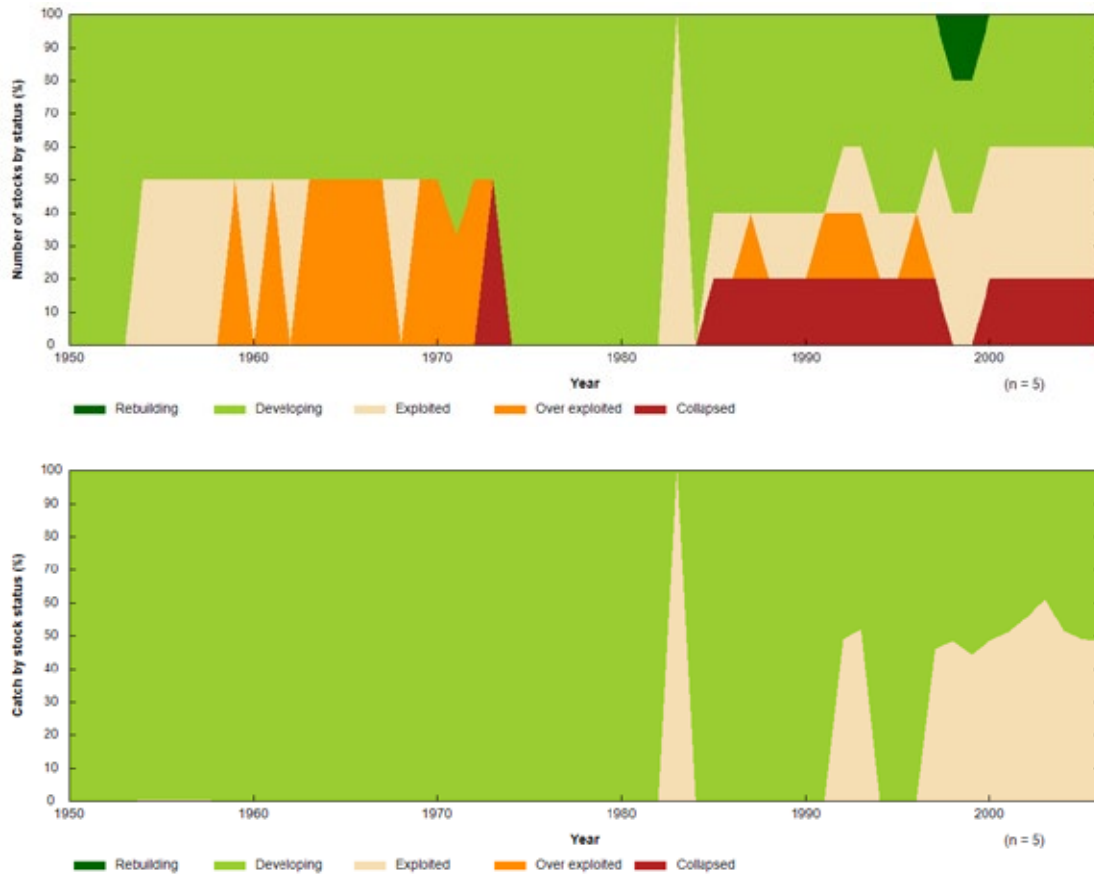 100
90
80
70
60
50
40
30
20
10
0
Number of stocks by status (%)
1950 1960 1970 1980 1990 2000
Year
(n = 5)
Rebuilding Developing Exploited Over exploited Collapsed
100
90
80
70
60
50
40
30
20
10
0
Catch by stock status (%)
1950 1960 1970 1980 1990 2000
Year
(n = 5)
Rebuilding Developing Exploited Over exploited Collapsed